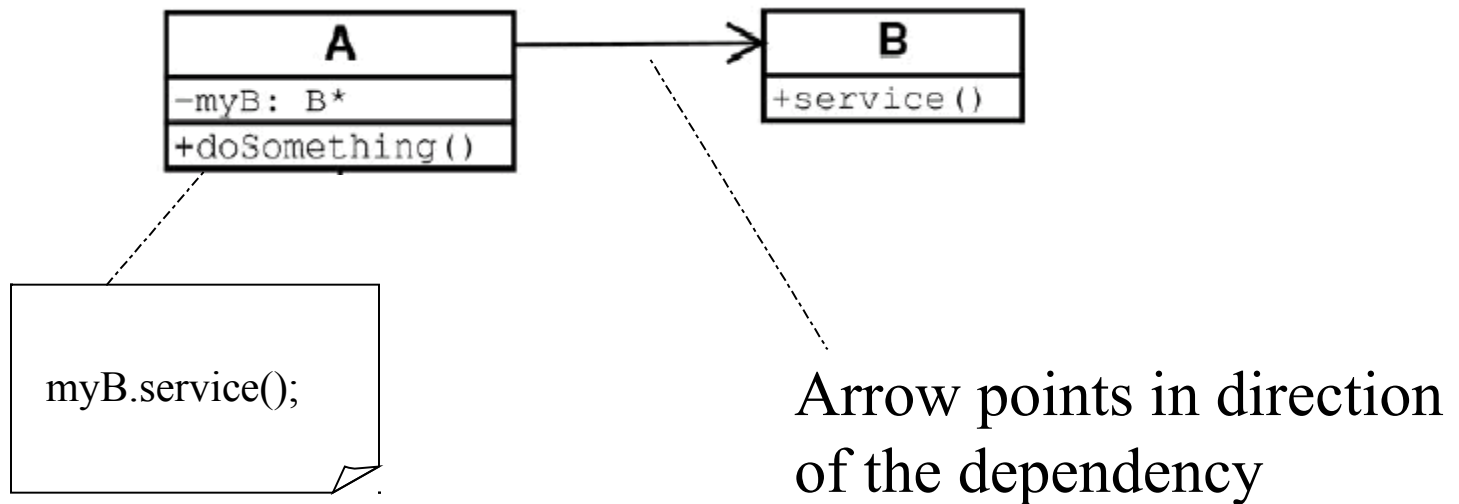 A
-myB: B*
+doSomething()
B
+service()
myB.service();
Arrow points in direction
of the dependency